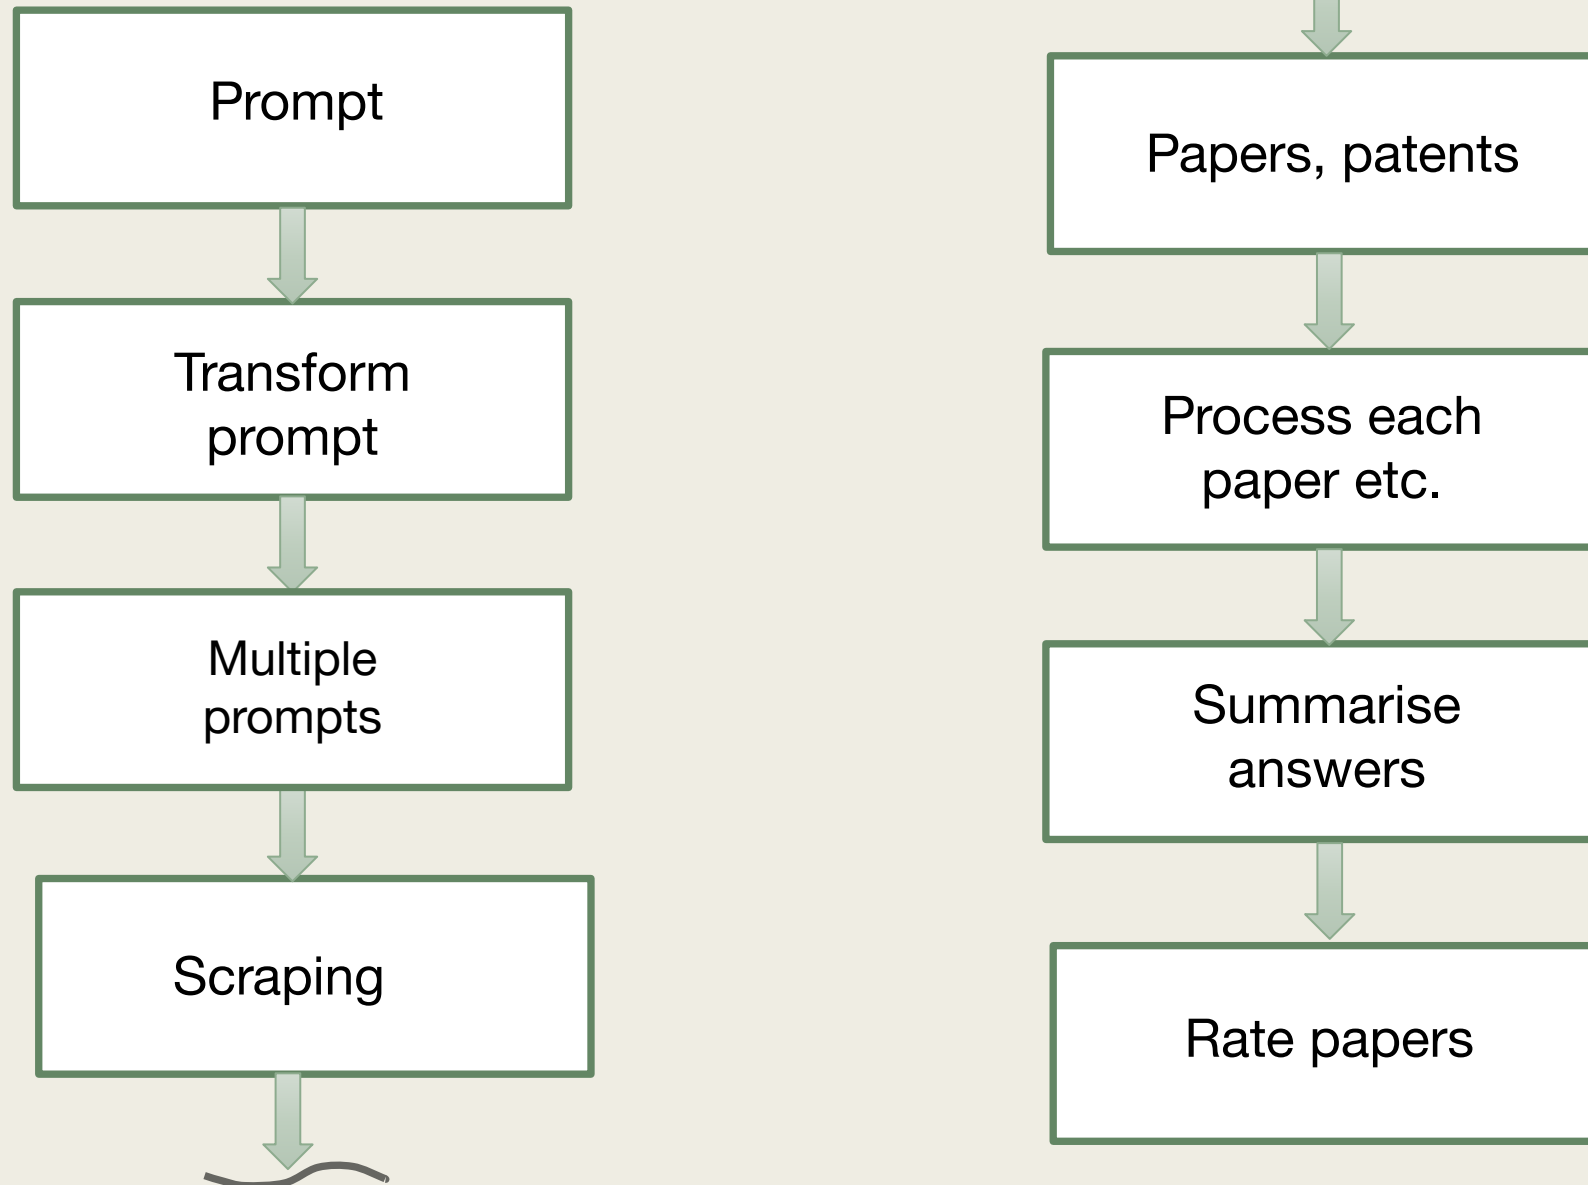 Prompt
Transform
prompt
Multiple
prompts
Scraping
Papers, patents
Process each
paper etc.
Summarise
answers
Rate papers